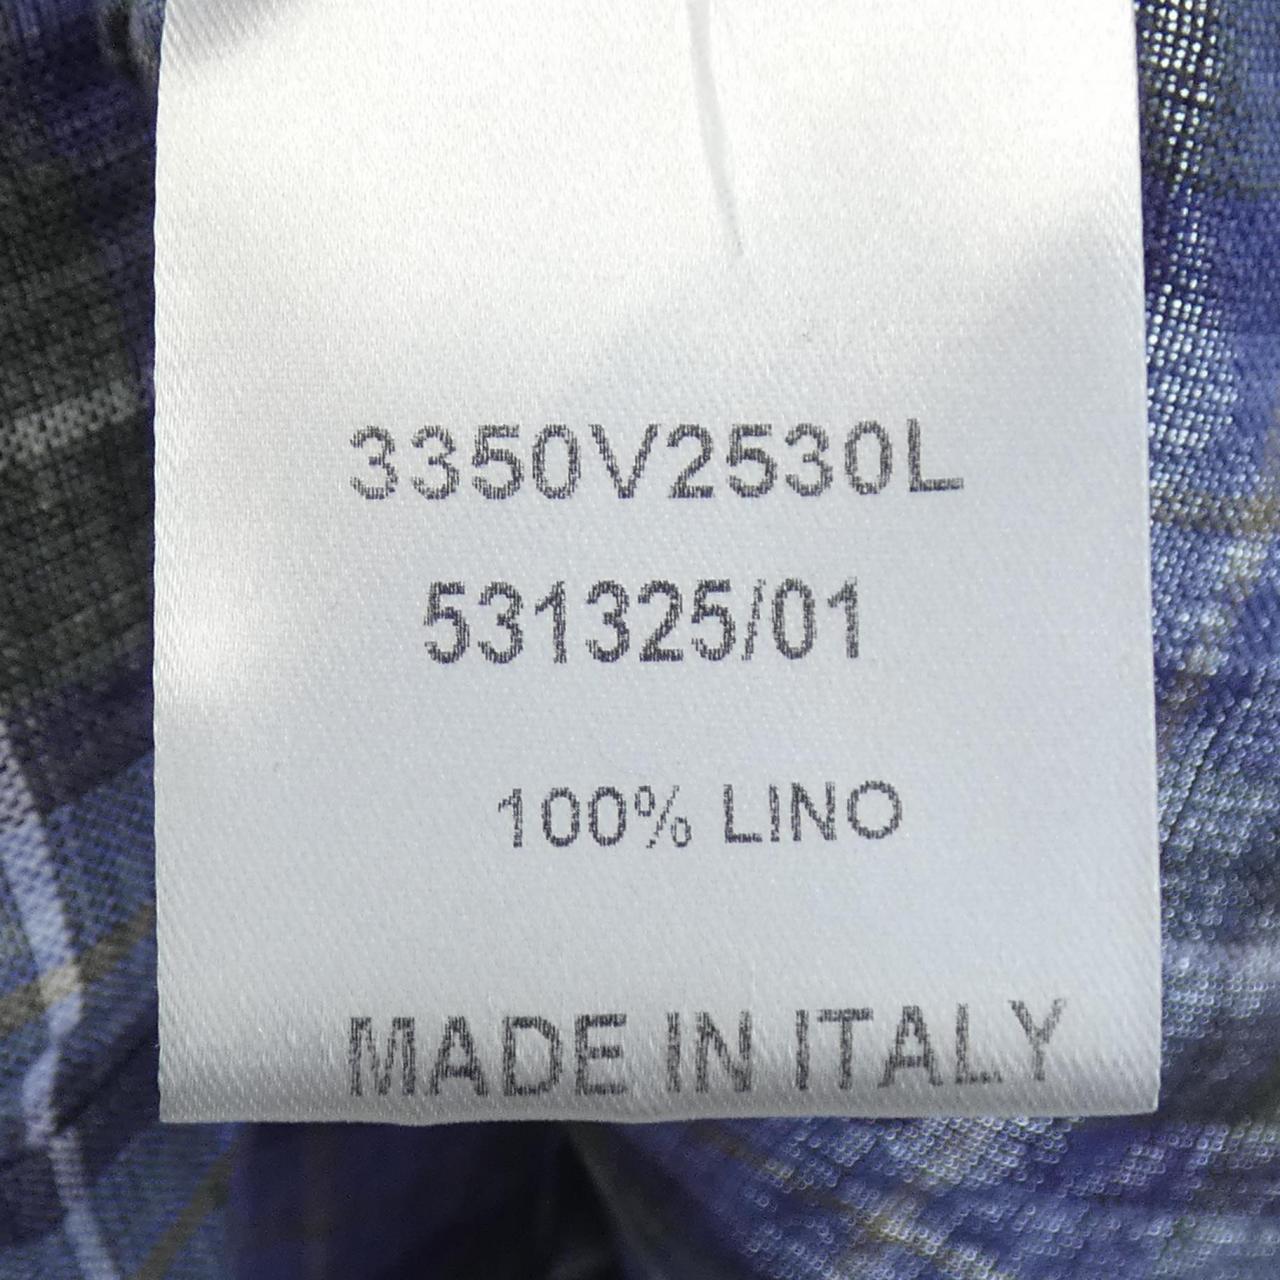 3350V2530L
531325/01
100% LINO
MADE IN ITALY